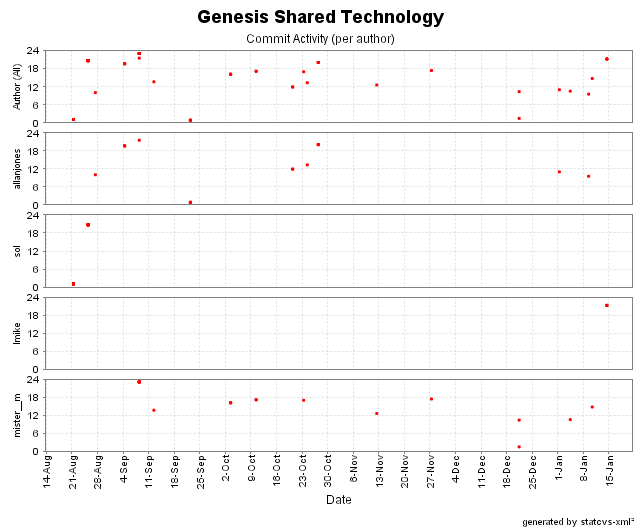 Genesis Shared Technology
Commit Activity (per author)
Author (All)
24
18
12
6
0
allanjones
24
18
12
6
0
sol
24
18
12
6
0
lmike
24
18
12
6
0
mister__m
24
18
12
6
0
14-Aug 21-Aug 28-Aug 4-Sep 11-Sep 18-Sep 25-Sep 2-Oct 9-Oct 16-Oct 23-Oct 30-Oct 6-Nov 13-Nov 20-Nov 27-Nov 4-Dec 11-Dec 18-Dec 25-Dec 1-Jan 8-Jan 15-Jan
Date
generated by statcvs-xml²